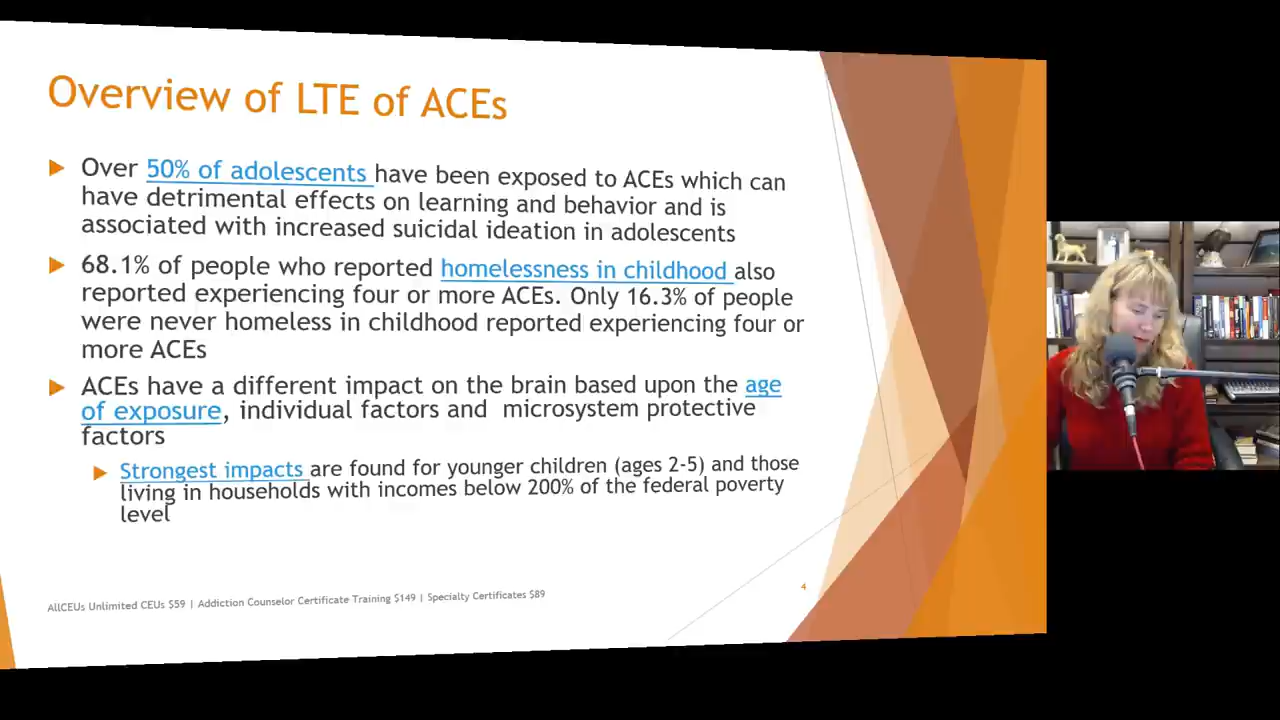 Overview of LTE of ACEs
Over 50% of adolescents have been exposed to ACEs which can
have detrimental effects on learning and behavior and is
associated with increased suicidal ideation in adolescents
68.1% of people who reported homelessness in childhood also
reported experiencing four or more ACEs. Only 16.3% of people
were never homeless in childhood reported experiencing four or
more ACEs
ACEs have a different impact on the brain based upon the age
of exposure, individual factors and microsystem protective
factors
Strongest impacts are found for younger children (ages 2-5) and those
living in households with incomes below 200% of the federal poverty
level
4
AllCEUs Unlimited CEUs $59 | Addiction Counselor Certificate Training $149 | Specialty Certificates $89